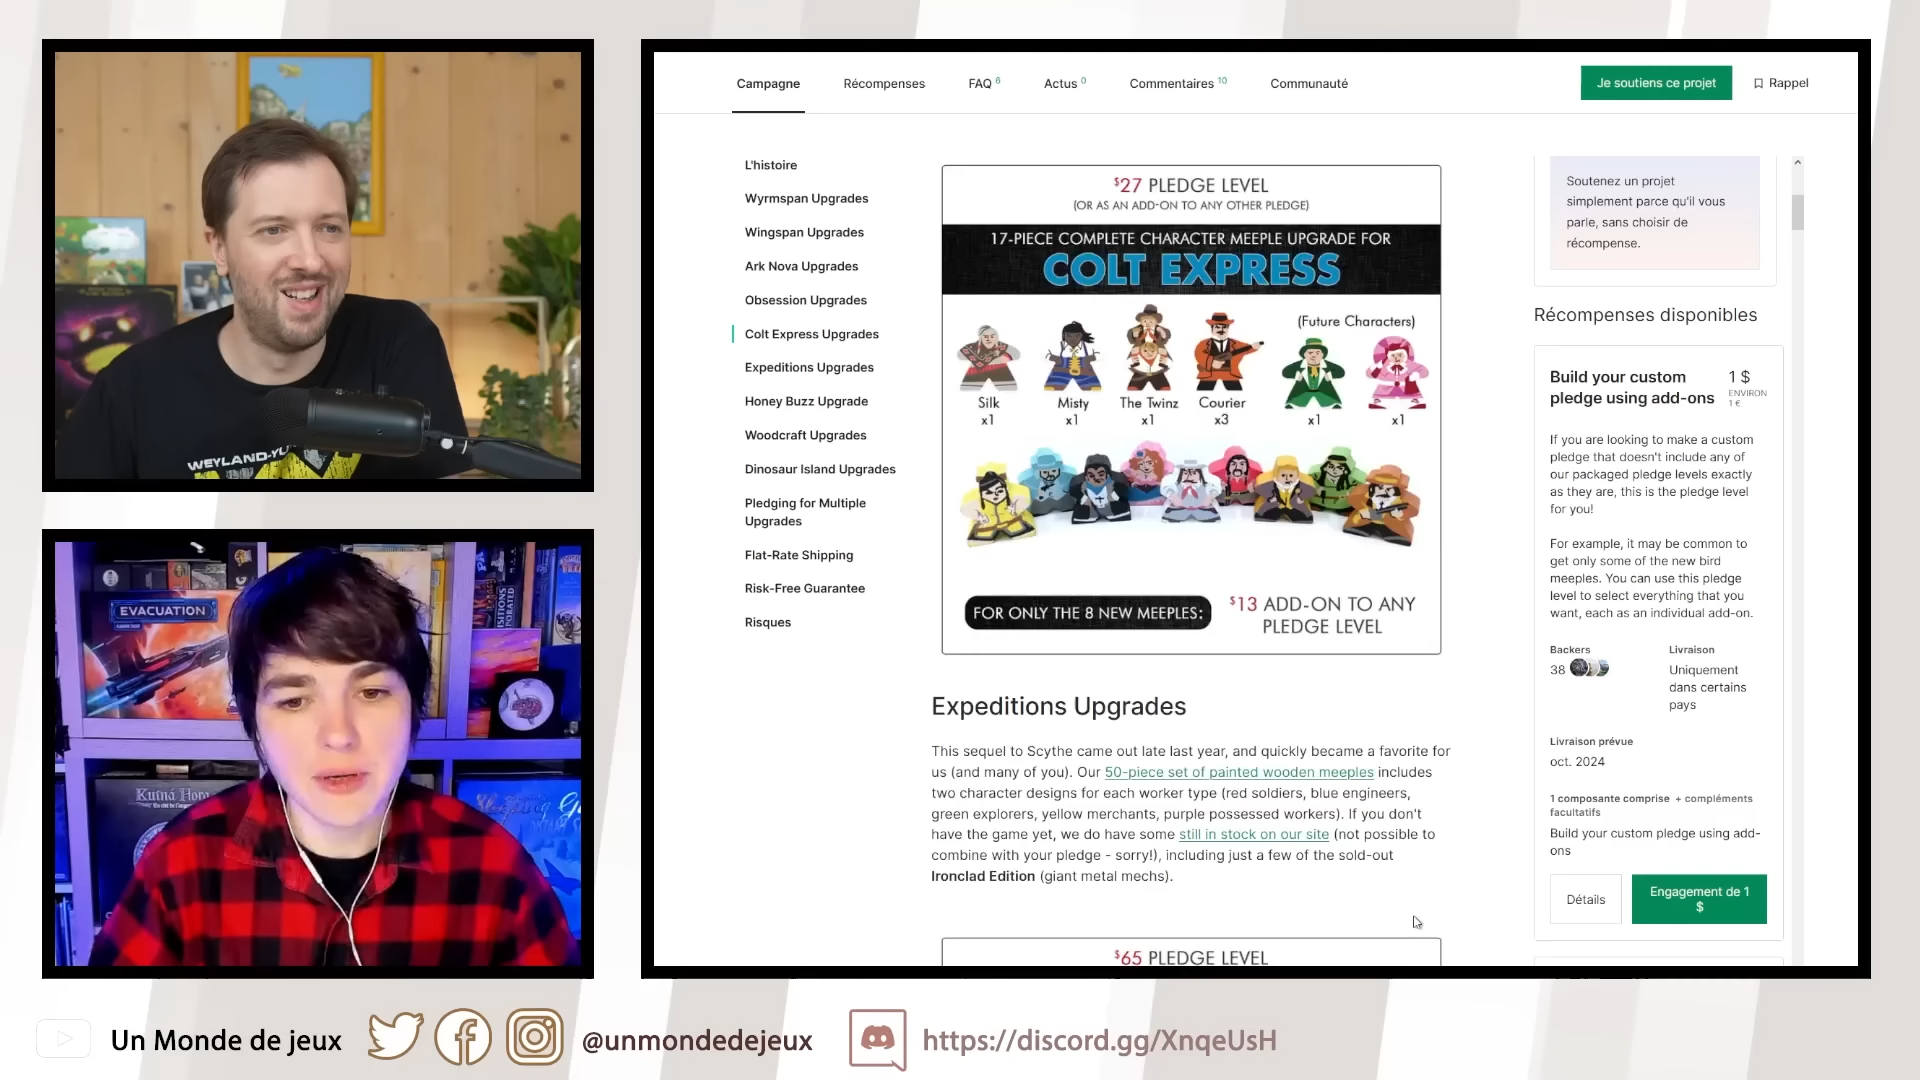 Campagne
Récompenses
FAQ 6
Actus 0
Commentaires 10
Communauté
Je soutiens ce projet
Rappel
L'histoire
Wyrmspan Upgrades
Wingspan Upgrades
Ark Nova Upgrades
Obsession Upgrades
Colt Express Upgrades
Expeditions Upgrades
Honey Buzz Upgrade
Woodcraft Upgrades
Dinosaur Island Upgrades
Pledging for Multiple
Upgrades
Flat-Rate Shipping
Risk-Free Guarantee
Risques
$27 PLEDGE LEVEL
(OR AS AN ADD-ON TO ANY OTHER PLEDGE)
17-PIECE COMPLETE CHARACTER MEEPLE UPGRADE FOR
COLT EXPRESS
(Future Characters)
Silk
x1
Misty
x1
The Twinz
x1
Courier
x3
x1
x1
FOR ONLY THE 8 NEW MEEPLES:
$13 ADD-ON TO ANY
PLEDGE LEVEL
Expeditions Upgrades
This sequel to Scythe came out late last year, and quickly became a favorite for
us (and many of you). Our 50-piece set of painted wooden meeples includes
two character designs for each worker type (red soldiers, blue engineers,
green explorers, yellow merchants, purple possessed workers). If you don't
have the game yet, we do have some still in stock on our site (not possible to
combine with your pledge - sorry!), including just a few of the sold-out
Ironclad Edition (giant metal mechs).
$65 PLEDGE LEVEL
Soutenez un projet
simplement parce qu'il vous
parle, sans choisir de
récompense.
Récompenses disponibles
Build your custom
pledge using add-ons
1 $
ENVIRON
1 €
If you are looking to make a custom
pledge that doesn't include any of
our packaged pledge levels exactly
as they are, this is the pledge level
for you!
For example, it may be common to
get only some of the new bird
meeples. You can use this pledge
level to select everything that you
want, each as an individual add-on.
Backers
38
Livraison
Uniquement
dans certains
pays
Livraison prévue
oct. 2024
1 composante comprise + compléments
facultatifs
Build your custom pledge using add-
ons
Détails
Engagement de 1
$
WEYLAND-YU
EVACUATION
Kutná Hora
Un Monde de jeux
@unmondedejeux
https://discord.gg/XnqeUsH